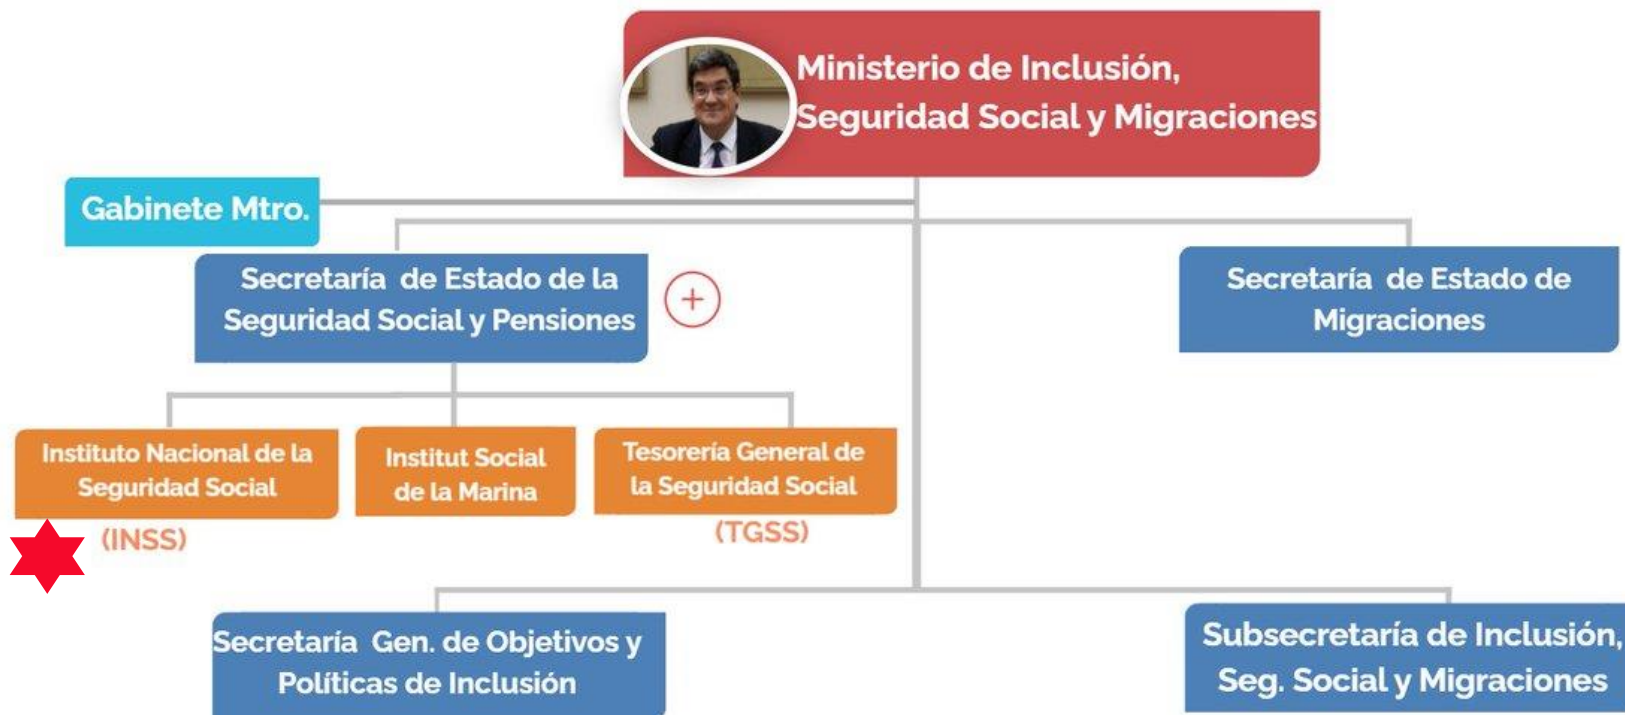 Ministerio de Inclusión,
Seguridad Social y Migraciones
Gabinete Mtro.
Secretaría de Estado de la
Seguridad Social y Pensiones
+
Secretaría de Estado de
Migraciones
Instituto Nacional de la
Seguridad Social
(INSS)
Institut Social
de la Marina
Tesorería General de
la Seguridad Social
(TGSS)
Secretaría Gen. de Objetivos y
Políticas de Inclusión
Subsecretaría de Inclusión,
Seg. Social y Migraciones